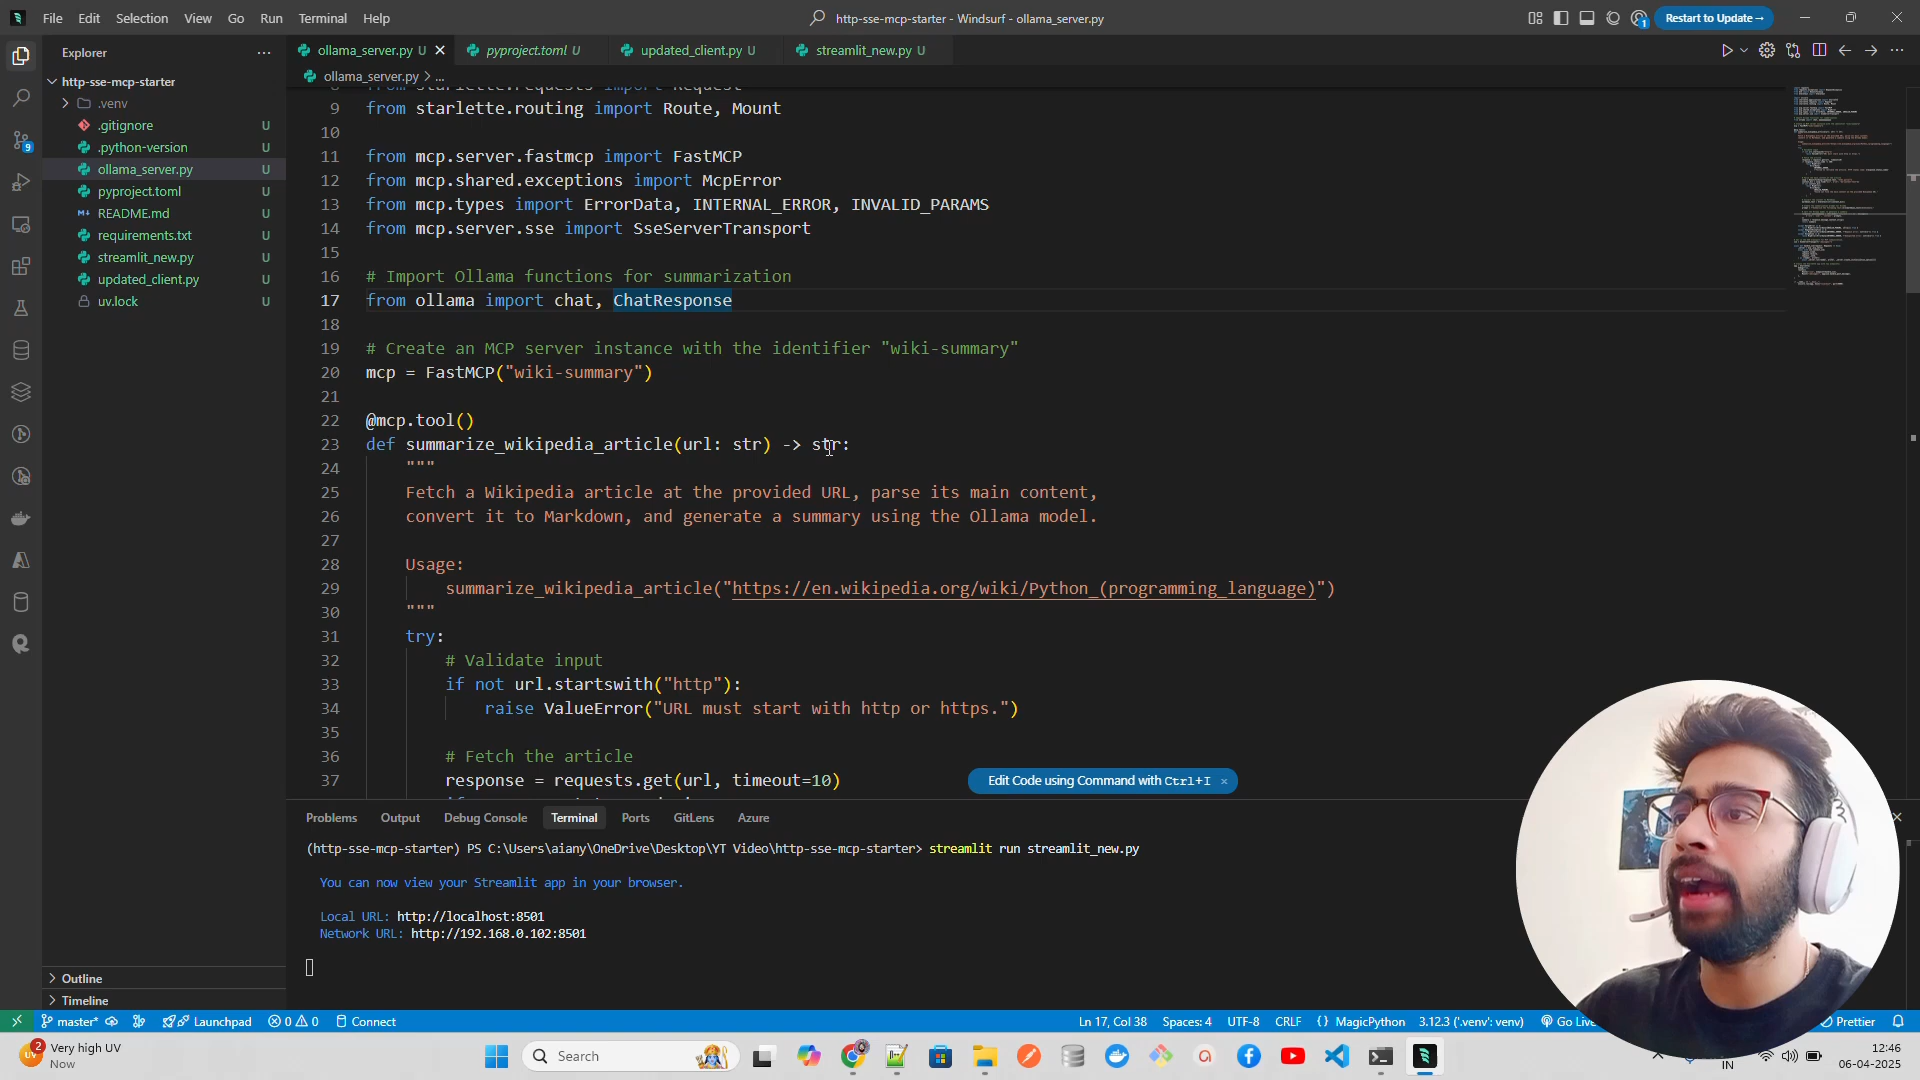 File Edit Selection View Go Run Terminal Help
http-sse-mcp-starter - Windsurf - ollama_server.py
Restart to Update →
Explorer
ollama_server.py U
pyproject.toml U
updated_client.py U
streamlit_new.py U
http-sse-mcp-starter
ollama_server.py > ...
.venv
.gitignore U
.python-version U
ollama_server.py U
pyproject.toml U
README.md U
requirements.txt U
streamlit_new.py U
updated_client.py U
uv.lock U
8 from starlette.requests import Request
9 from starlette.routing import Route, Mount
10
11 from mcp.server.fastmcp import FastMCP
12 from mcp.shared.exceptions import McpError
13 from mcp.types import ErrorData, INTERNAL_ERROR, INVALID_PARAMS
14 from mcp.server.sse import SseServerTransport
15
16 # Import Ollama functions for summarization
17 from ollama import chat, ChatResponse
18
19 # Create an MCP server instance with the identifier "wiki-summary"
20 mcp = FastMCP("wiki-summary")
21
22 @mcp.tool()
23 def summarize_wikipedia_article(url: str) -> str:
24 """
25 Fetch a Wikipedia article at the provided URL, parse its main content,
26 convert it to Markdown, and generate a summary using the Ollama model.
27
28 Usage:
29 summarize_wikipedia_article("https://en.wikipedia.org/wiki/Python_(programming_language)")
30 """
31 try:
32 # Validate input
33 if not url.startswith("http"):
34 raise ValueError("URL must start with http or https.")
35
36 # Fetch the article
37 response = requests.get(url, timeout=10)
Edit Code using Command with Ctrl+I ×
Problems Output Debug Console Terminal Ports GitLens Azure
(http-sse-mcp-starter) PS C:\Users\aiany\OneDrive\Desktop\YT Video\http-sse-mcp-starter> streamlit run streamlit_new.py
You can now view your Streamlit app in your browser.
Local URL: http://localhost:8501
Network URL: http://192.168.0.102:8501
Outline
Timeline
master* Launchpad 0 0 Connect
Ln 17, Col 38 Spaces: 4 UTF-8 CRLF {} MagicPython 3.12.3 ('.venv': venv) Go Live Prettier
Very high UV
Now
Search
IN
12:46
06-04-2025